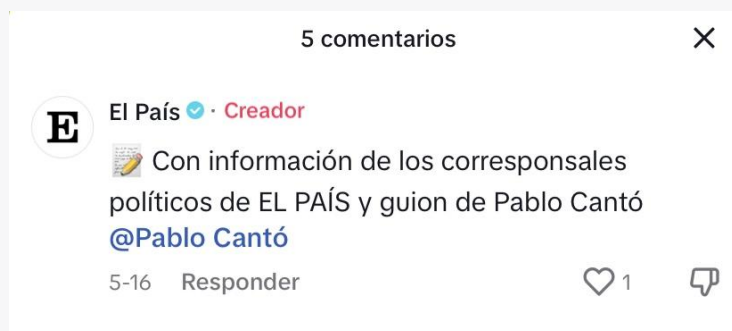 5 comentarios
E
El País · Creador
📝 Con información de los corresponsales
políticos de EL PAÍS y guion de Pablo Cantó
@Pablo Cantó
5-16 Responder 1